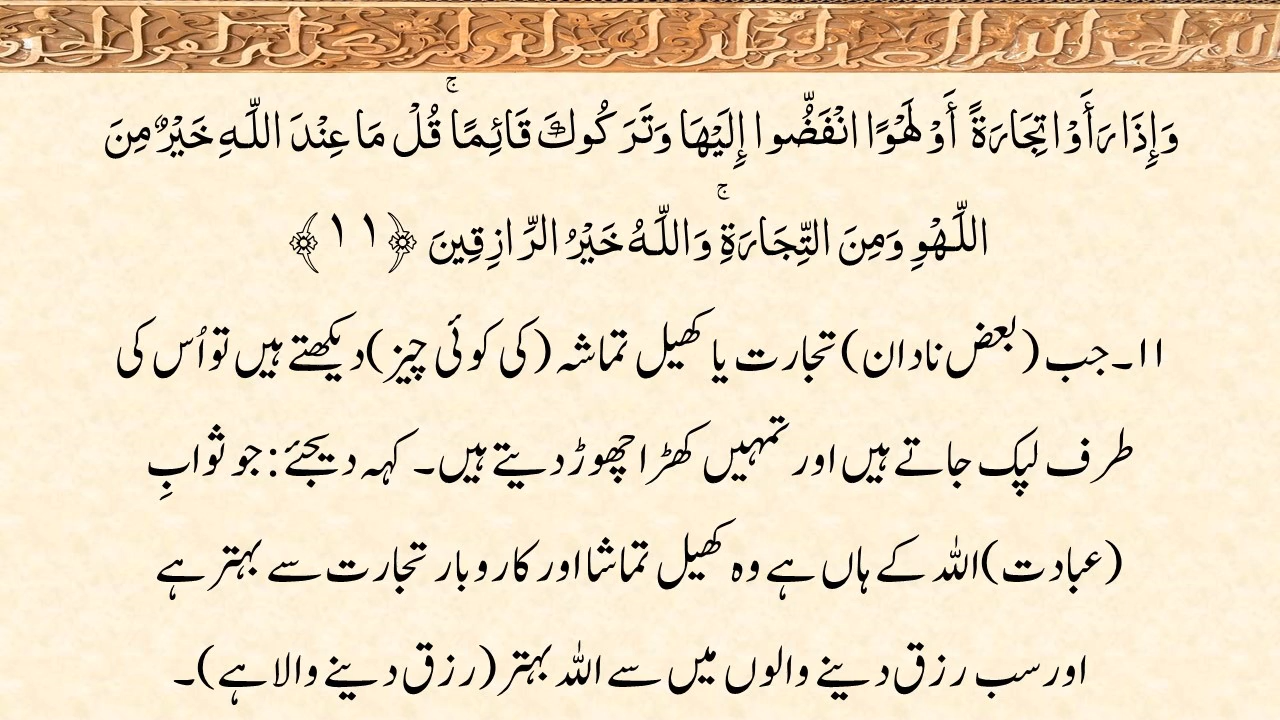 وَإِذَا رَأَوْا تِجَارَةً أَوْ لَهْوًا انْفَضُّوا إِلَيْهَا وَتَرَكُوكَ قَائِمًا ۚ قُلْ مَا عِنْدَ اللَّهِ خَيْرٌ مِنَ
اللَّهْوِ وَمِنَ التِّجَارَةِ ۚ وَاللَّهُ خَيْرُ الرَّازِقِينَ ﴿١١﴾
۱۱۔جب (بعض نادان) تجارت یا کھیل تماشہ (کی کوئی چیز) دیکھتے ہیں تو اُس کی
طرف لپک جاتے ہیں اور تمہیں کھڑا چھوڑ دیتے ہیں۔ کہہ دیجئے: جو ثوابِ
(عبادت) اللہ کے ہاں ہے وہ کھیل تماشا اور کاروبار تجارت سے بہتر ہے
اور سب رزق دینے والوں میں سے اللہ بہتر (رزق دینے والا ہے)۔